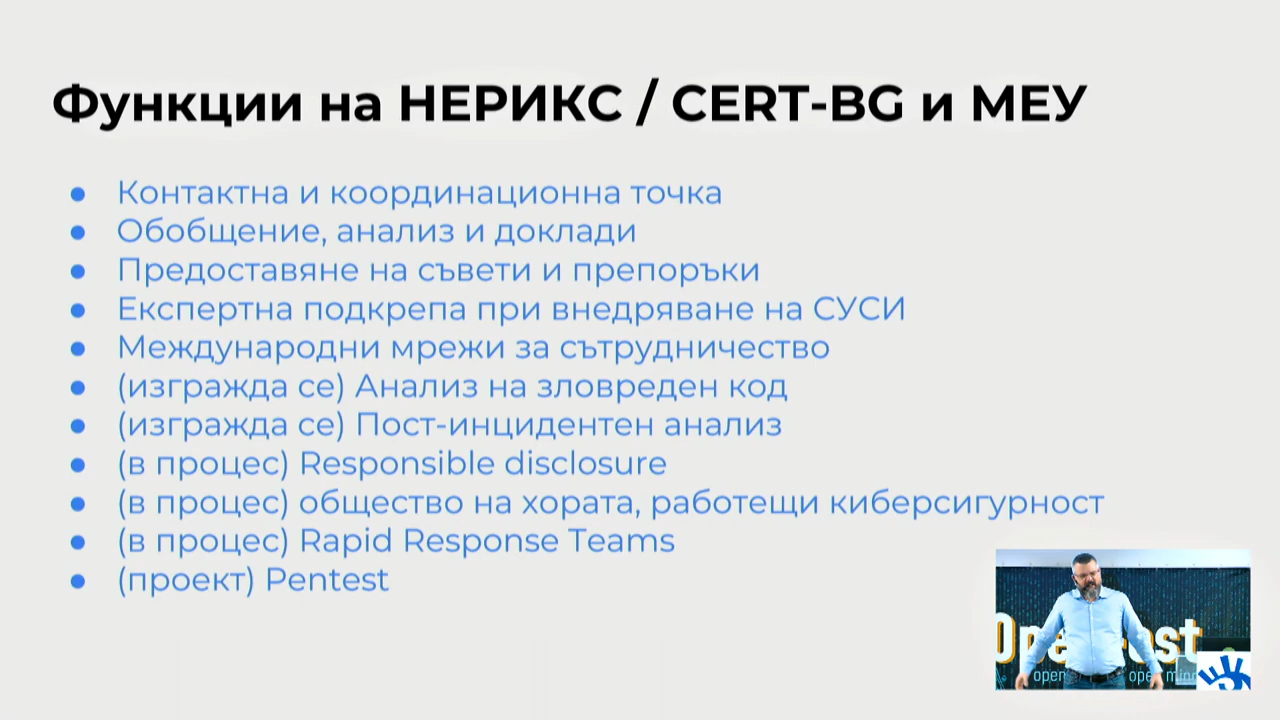 Функции на НЕРИКС / CERT-BG и МЕУ
● Контактна и координационна точка
● Обобщение, анализ и доклади
● Предоставяне на съвети и препоръки
● Експертна подкрепа при внедряване на СУСИ
● Международни мрежи за сътрудничество
● (изгражда се) Анализ на зловреден код
● (изгражда се) Пост-инцидентен анализ
● (в процес) Responsible disclosure
● (в процес) общество на хората, работещи киберсигурност
● (в процес) Rapid Response Teams
● (проект) Pentest